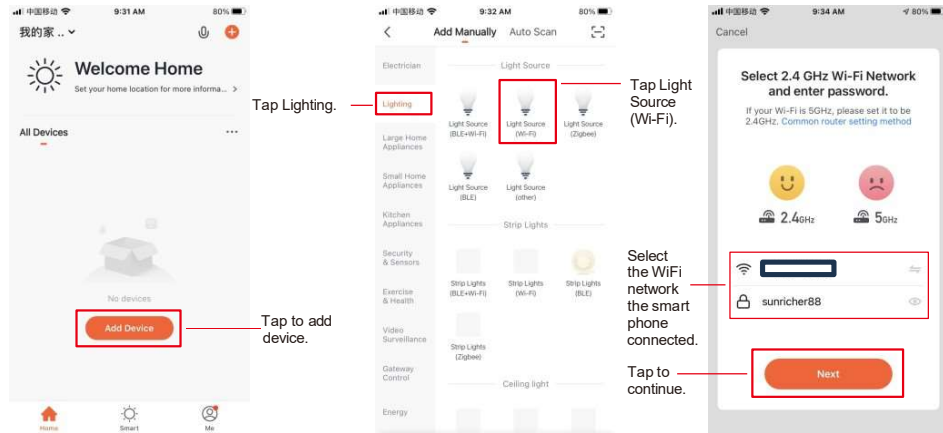 中国移动
9:31 AM
80%
我的家 ..
Welcome Home
Set your home location for more informa...
All Devices
No devices
Add Device
Home
Smart
Me
Tap Lighting.
Tap to add
device.
中国移动
9:32 AM
80%
Add Manually
Auto Scan
Electrician
Lighting
Large Home
Appliances
Small Home
Appliances
Kitchen
Appliances
Security
& Sensors
Exercise
& Health
Video
Surveillance
Gateway
Control
Energy
Light Source
Light Source
(BLE+Wi-Fi)
Light Source
(Wi-Fi)
Light Source
(Zigbee)
Light Source
(BLE)
Light Source
(other)
Strip Lights
Strip Lights
(BLE+Wi-Fi)
Strip Lights
(Wi-Fi)
Strip Lights
(BLE)
Strip Lights
(Zigbee)
Ceiling light
Tap Light
Source
(Wi-Fi).
Select
the WiFi
network
the smart
phone
connected.
Tap to
continue.
中国移动
9:34 AM
80%
Cancel
Select 2.4 GHz Wi-Fi Network
and enter password.
If your Wi-Fi is 5GHz, please set it to be
2.4GHz. Common router setting method
2.4GHz
5GHz
sunricher88
Next